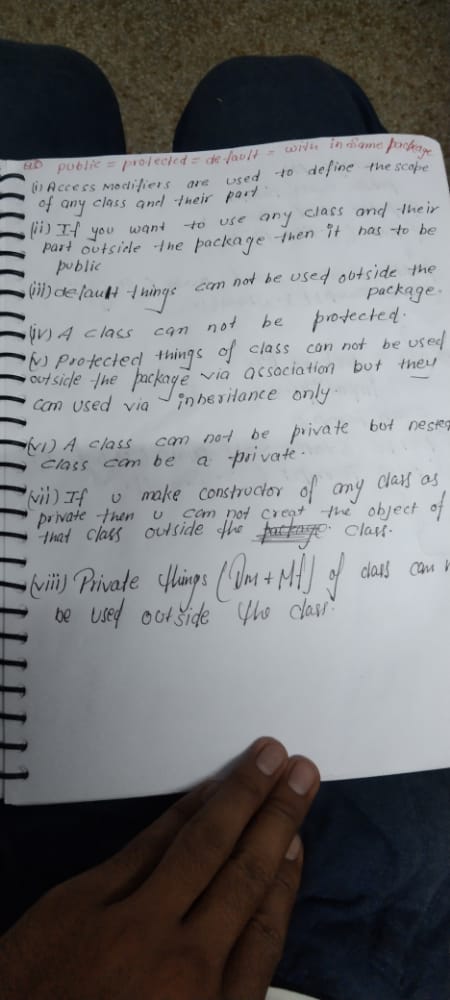 public = protected = default = with in same package
(i) Access Modifiers are used to define the scope
of any class and their part.
(ii) If you want to use any class and their
part outside the package then it has to be
public
(iii) default things can not be used outside the
package.
(iv) A class can not be protected.
(v) Protected things of class can not be used
outside the package via association but they
can used via inheritance only.
(vi) A class can not be private but nested
class can be a private.
(vii) If u make constructor of any class as
private then u can not creat the object of
that class outside the class.
(viii) Private things (Dm + Mf) of class can
be used outside the class.